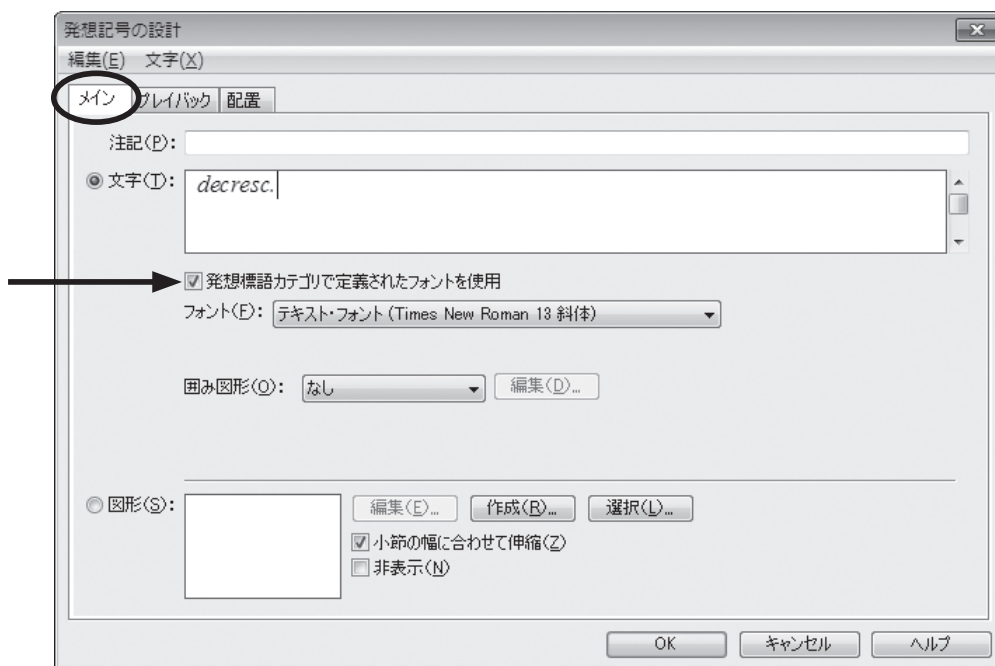 発想記号の設計
編集(E) 文字(X)
メイン プレイバック 配置
注記(P):
文字(T): decresc.
発想標語カテゴリで定義されたフォントを使用
フォント(F): テキスト・フォント (Times New Roman 13 斜体)
囲み図形(O): なし 編集(D)...
図形(S): 編集(E)... 作成(R)... 選択(L)...
小節の幅に合わせて伸縮(Z)
非表示(N)
OK キャンセル ヘルプ